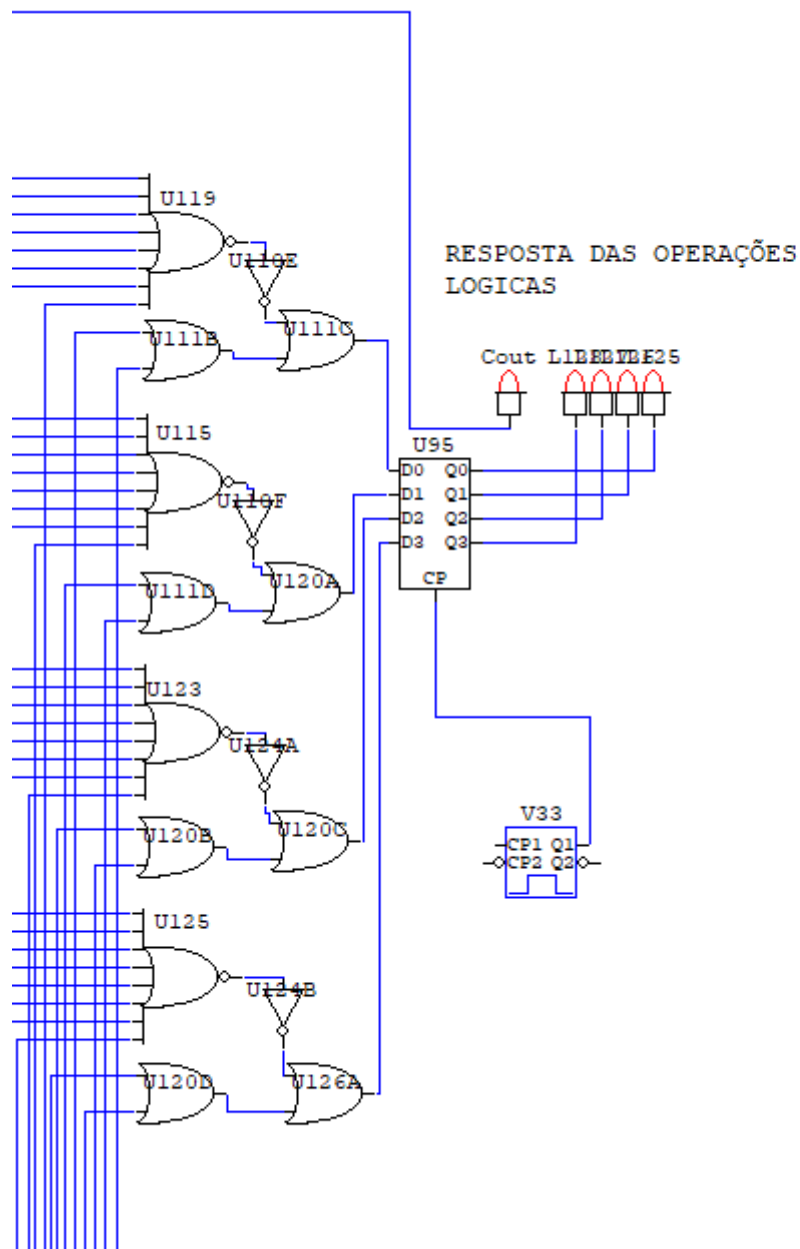 U119
U110E
RESPOSTA DAS OPERAÇÕES
LOGICAS
U111C
U111B
Cout
U115
U95
D0 Q0
D1 Q1
D2 Q2
D3 Q3
CP
U110F
U111D
U120A
U123
U124A
U120B
U120C
V33
CP1 Q1
CP2 Q2
U125
U124B
U120D
U126A